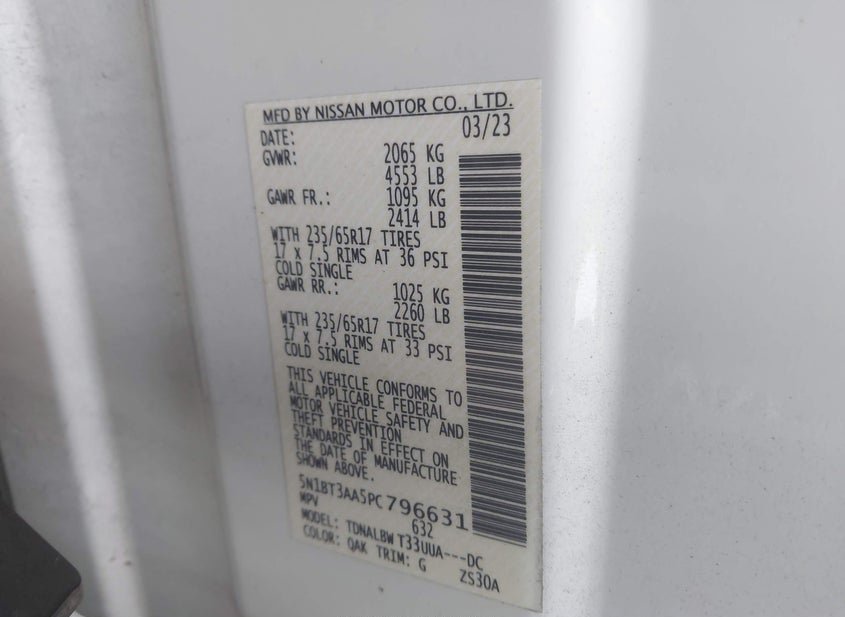 MFD BY NISSAN MOTOR CO., LTD.
DATE: 03/23
GVWR: 2065 KG
4553 LB
GAWR FR.: 1095 KG
2414 LB
WITH 235/65R17 TIRES
17 x 7.5 RIMS AT 36 PSI
COLD SINGLE
GAWR RR.: 1025 KG
2260 LB
WITH 235/65R17 TIRES
17 x 7.5 RIMS AT 33 PSI
COLD SINGLE
THIS VEHICLE CONFORMS TO
ALL APPLICABLE FEDERAL
MOTOR VEHICLE SAFETY AND
THEFT PREVENTION
STANDARDS IN EFFECT ON
THE DATE OF MANUFACTURE
SHOWN ABOVE.
5N1BT3AA5PC796631
MPV 632
MODEL: TDNALBW T33UUA---DC
COLOR: QAK TRIM: G ZS30A